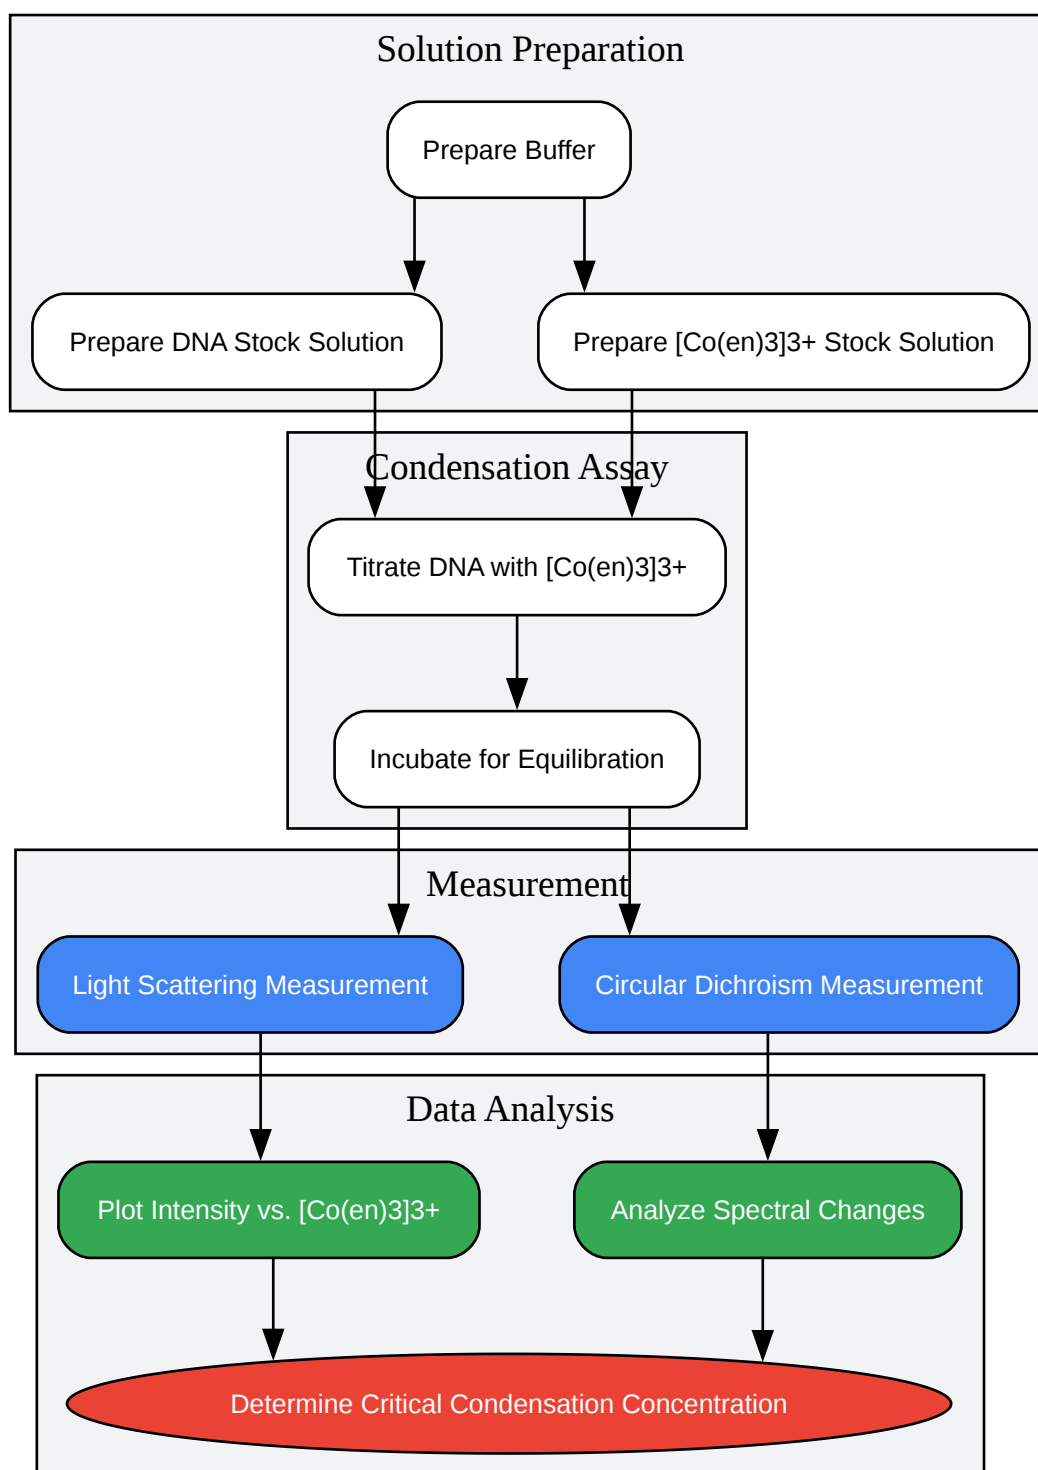 Solution Preparation
Prepare Buffer
Prepare DNA Stock Solution
Prepare [Co(en)3]3+ Stock Solution
Condensation Assay
Titrate DNA with [Co(en)3]3+
Incubate for Equilibration
Measurement
Light Scattering Measurement
Circular Dichroism Measurement
Data Analysis
Plot Intensity vs. [Co(en)3]3+
Analyze Spectral Changes
Determine Critical Condensation Concentration